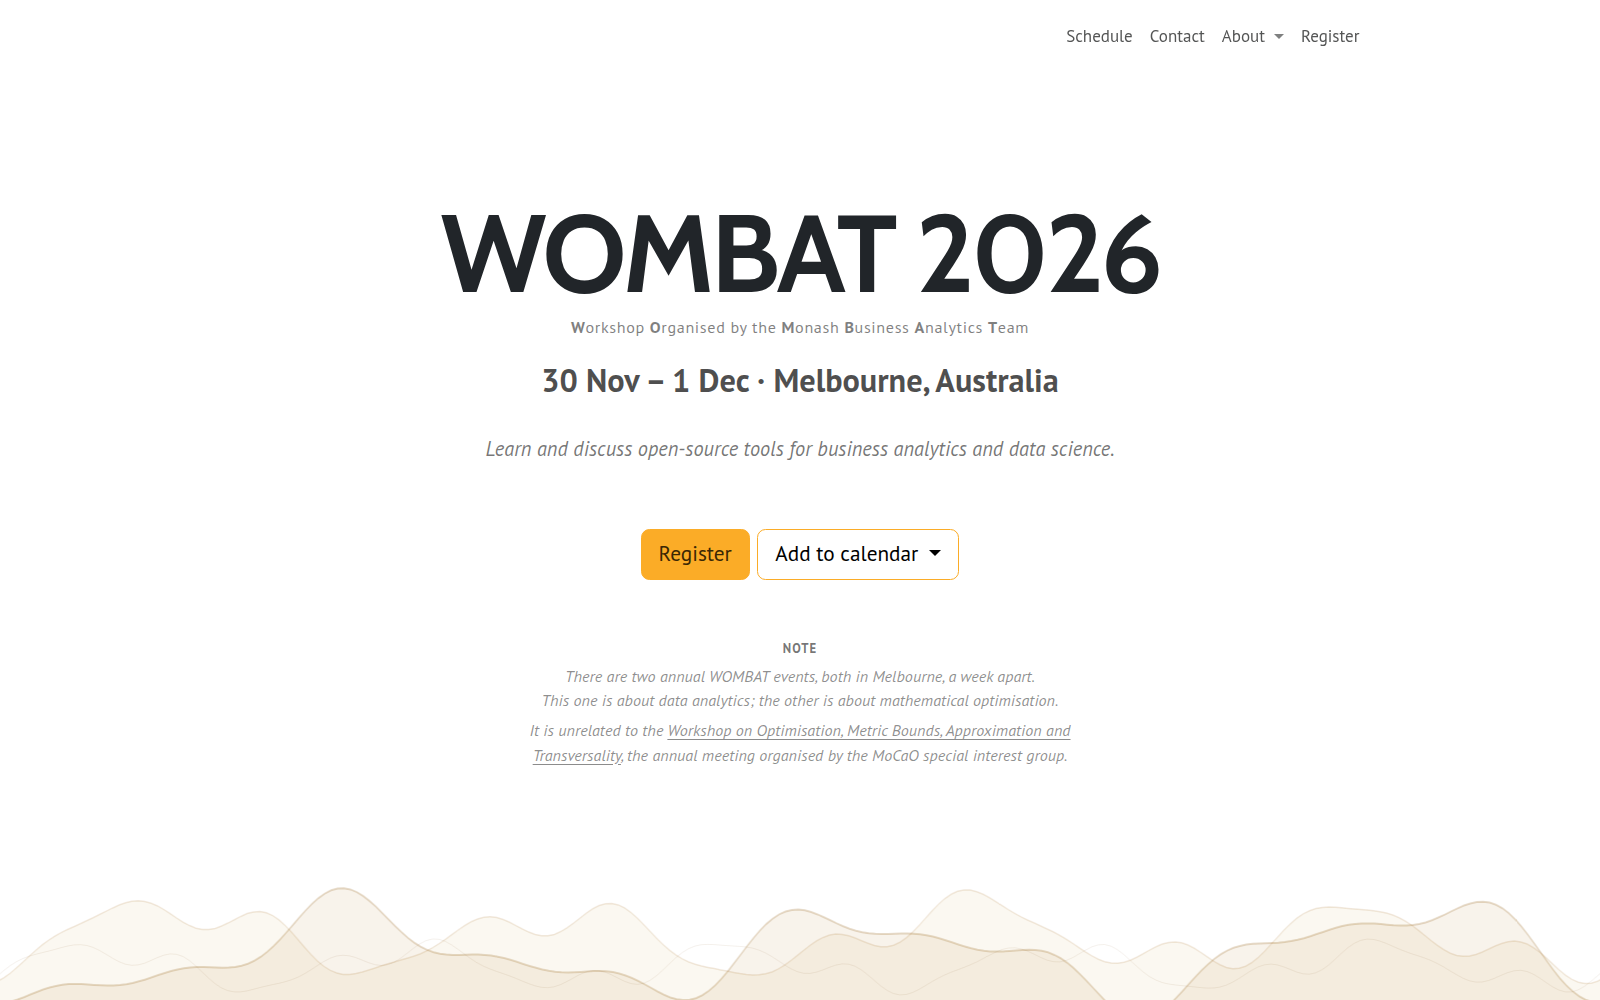 Schedule Contact About Register
WOMBAT 2026
Workshop Organised by the Monash Business Analytics Team
30 Nov – 1 Dec · Melbourne, Australia
Learn and discuss open-source tools for business analytics and data science.
Register Add to calendar
NOTE
There are two annual WOMBAT events, both in Melbourne, a week apart.
This one is about data analytics; the other is about mathematical optimisation.
It is unrelated to the Workshop on Optimisation, Metric Bounds, Approximation and
Transversality, the annual meeting organised by the MoCaO special interest group.